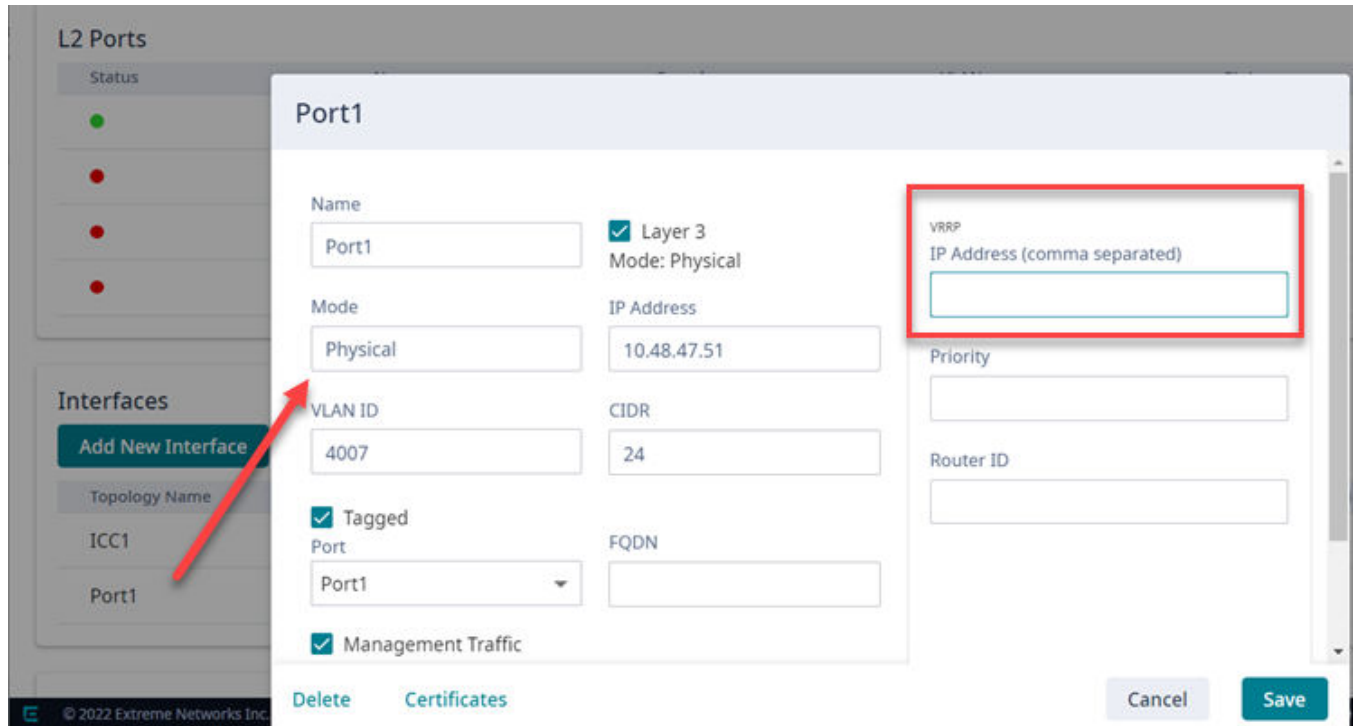 L2 Ports
Status
Port1
Name
Port1
Layer 3
Mode: Physical
VRRP
IP Address (comma separated)
Mode
Physical
IP Address
10.48.47.51
Priority
Interfaces
Add New Interface
VLAN ID
4007
CIDR
24
Router ID
Topology Name
Tagged
Port
Port1
FQDN
ICC1
Port1
Management Traffic
Delete
Certificates
Cancel
Save
© 2022 Extreme Networks Inc.